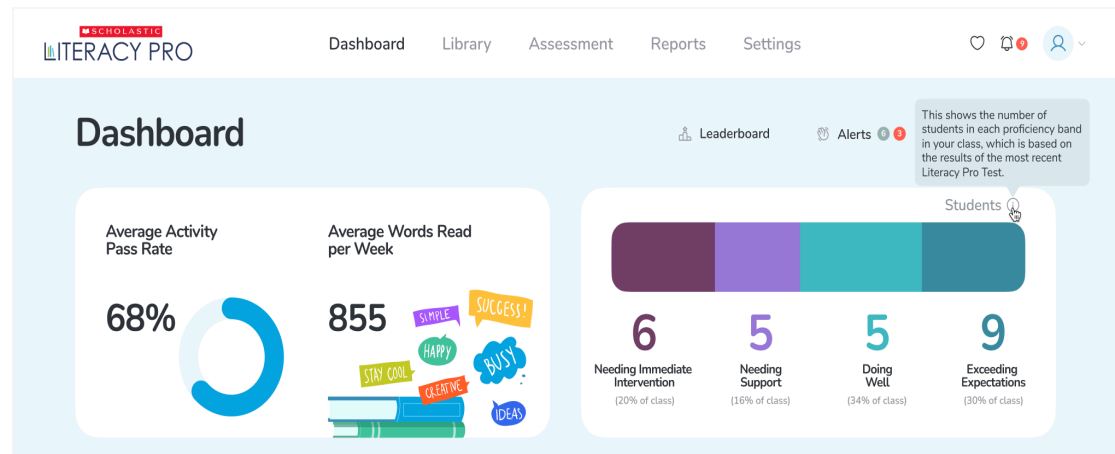 SCHOLASTIC
LITERACY PRO
Dashboard
Library
Assessment
Reports
Settings
9
Dashboard
Leaderboard
Alerts 6 3
This shows the number of
students in each proficiency band
in your class, which is based on
the results of the most recent
Literacy Pro Test.
Average Activity
Pass Rate
68%
Average Words Read
per Week
855
SIMPLE
SUCCESS!
HAPPY
BUSY
STAY COOL
CREATIVE
IDEAS
Students
6
Needing Immediate
Intervention
(20% of class)
5
Needing
Support
(16% of class)
5
Doing
Well
(34% of class)
9
Exceeding
Expectations
(30% of class)